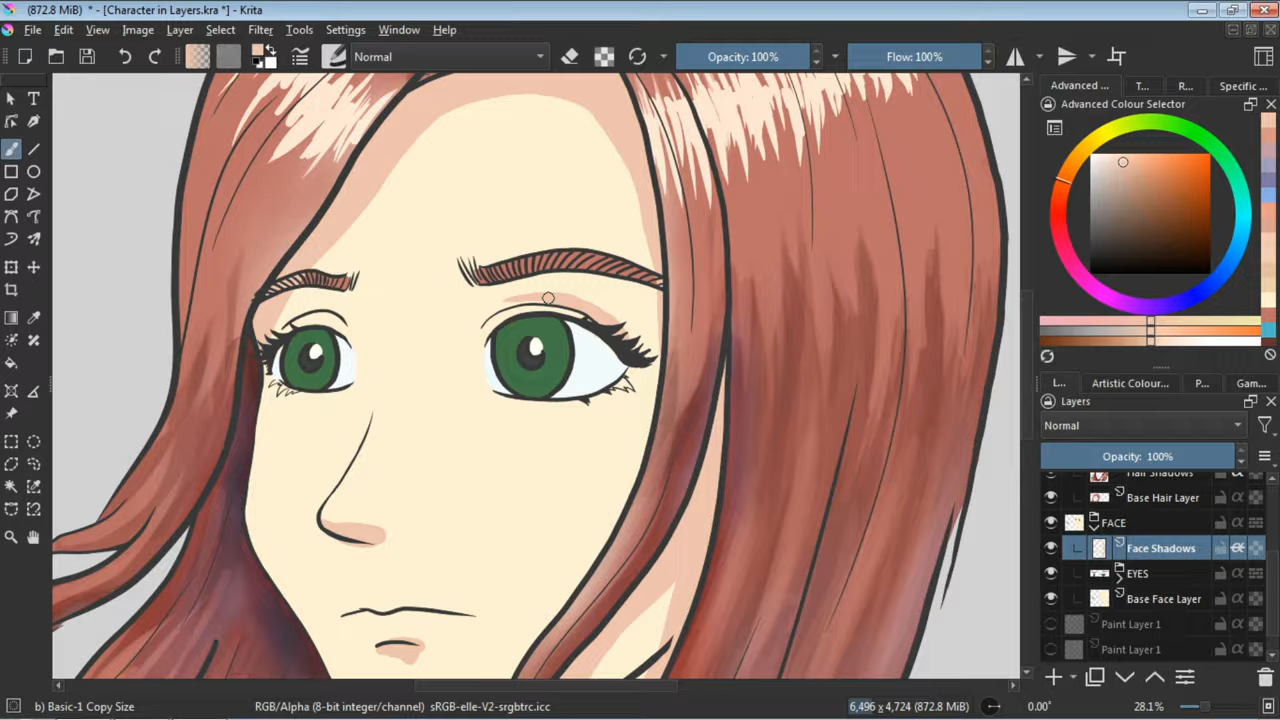 (872.8 MiB) * - [Character in Layers.kra *] - Krita
File Edit View Image Layer Select Filter Tools Settings Window Help
Normal Opacity: 100% Flow: 100%
Advanced ... T... R... Specific ...
Advanced Colour Selector
L... Artistic Colour... P... Gam...
Layers
Normal
Opacity: 100%
Hair Shadows
Base Hair Layer
FACE
Face Shadows
EYES
Base Face Layer
Paint Layer 1
Paint Layer 1
b) Basic-1 Copy Size RGB/Alpha (8-bit integer/channel) sRGB-elle-V2-srgbtrc.icc 6,496 x 4,724 (872.8 MiB) 0.00° 28.1%